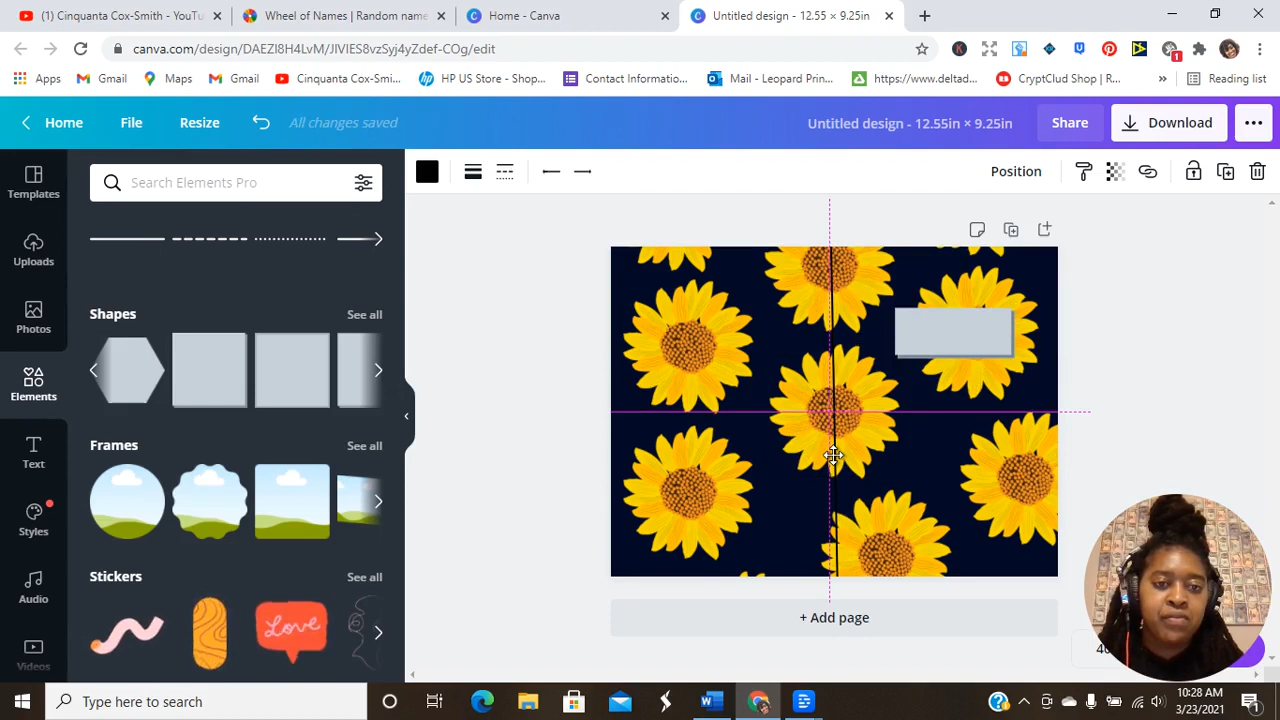 (1) Cinquanta Cox-Smith - YouTu
Wheel of Names | Random name
Home - Canva
Untitled design - 12.55 × 9.25in
canva.com/design/DAEZI8H4LvM/JIVIES8vzSyj4yZdef-COg/edit
Apps
Gmail
Maps
Gmail
Cinquanta Cox-Smi...
HP US Store - Shop...
Contact Informatio...
Mail - Leopard Prin...
https://www.deltad...
CryptClud Shop | R...
»
Reading list
Home
File
Resize
All changes saved
Untitled design - 12.55in × 9.25in
Share
Download
Templates
Search Elements Pro
Position
Uploads
Photos
Shapes
See all
Elements
Frames
See all
Text
Styles
Stickers
See all
Audio
Love
Videos
+ Add page
Type here to search
10:28 AM
3/23/2021